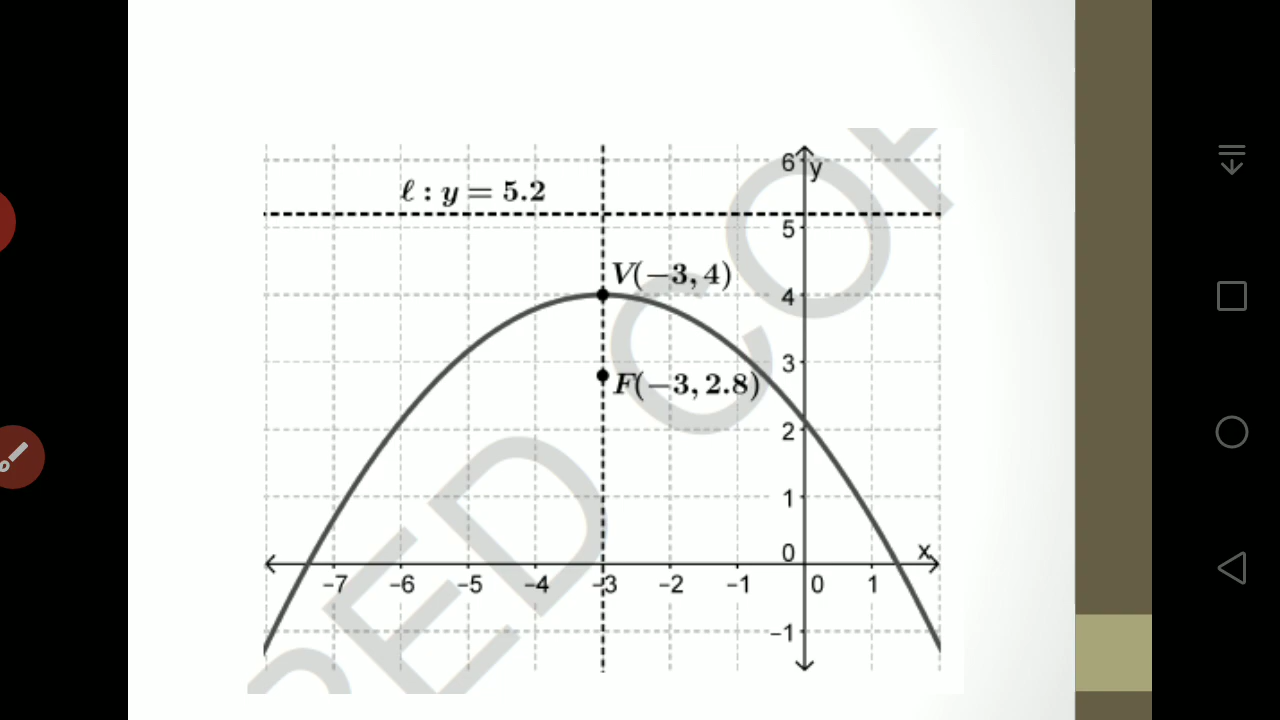 6
y
ℓ : y = 5.2
5
V(−3, 4)
4
3
F(−3, 2.8)
2
1
0
x
−7 −6 −5 −4 −3 −2 −1 0 1
−1